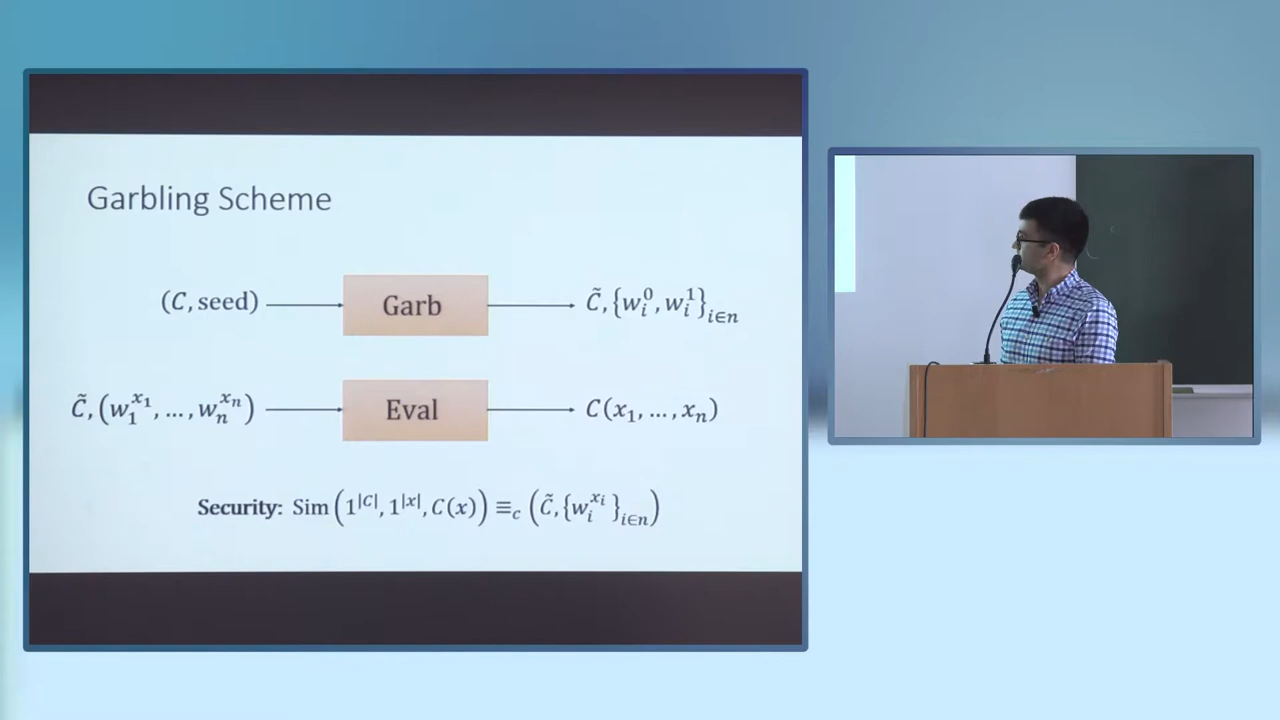 Garbling Scheme
(C, seed) Garb C̃, {w_i^0, w_i^1}_{i∈n}
C̃, (w_1^{x_1}, …, w_n^{x_n}) Eval C(x_1, …, x_n)
Security: Sim (1^{|C|}, 1^{|x|}, C(x)) ≡_c (C̃, {w_i^{x_i}}_{i∈n})